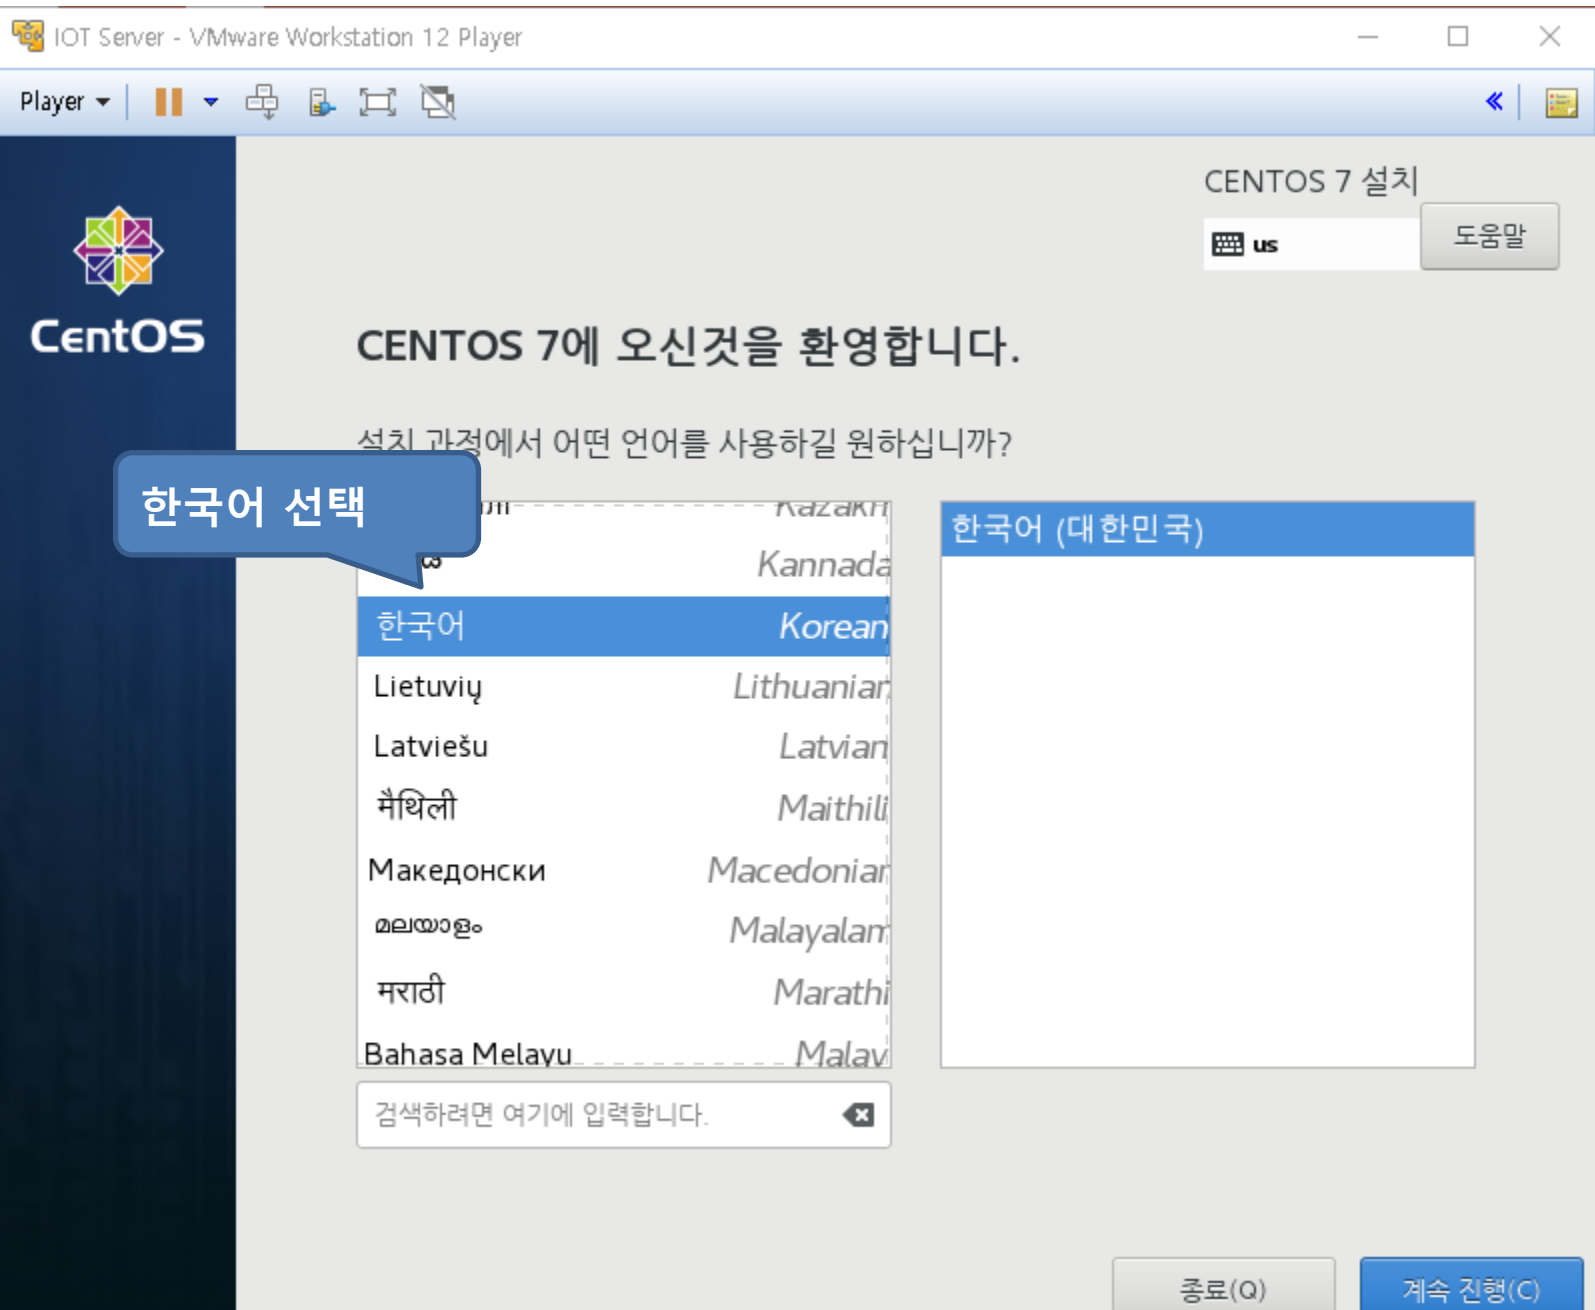 IOT Server - VMware Workstation 12 Player
Player
CentOS
CENTOS 7 설치
us
도움말
CENTOS 7에 오신것을 환영합니다.
설치 과정에서 어떤 언어를 사용하길 원하십니까?
한국어 선택
Kazakh
Kannada
한국어 Korean
Lietuvių Lithuanian
Latviešu Latvian
मैथिली Maithili
Македонски Macedonian
മലയാളം Malayalam
मराठी Marathi
Bahasa Melayu Malay
한국어 (대한민국)
검색하려면 여기에 입력합니다.
종료(Q)
계속 진행(C)